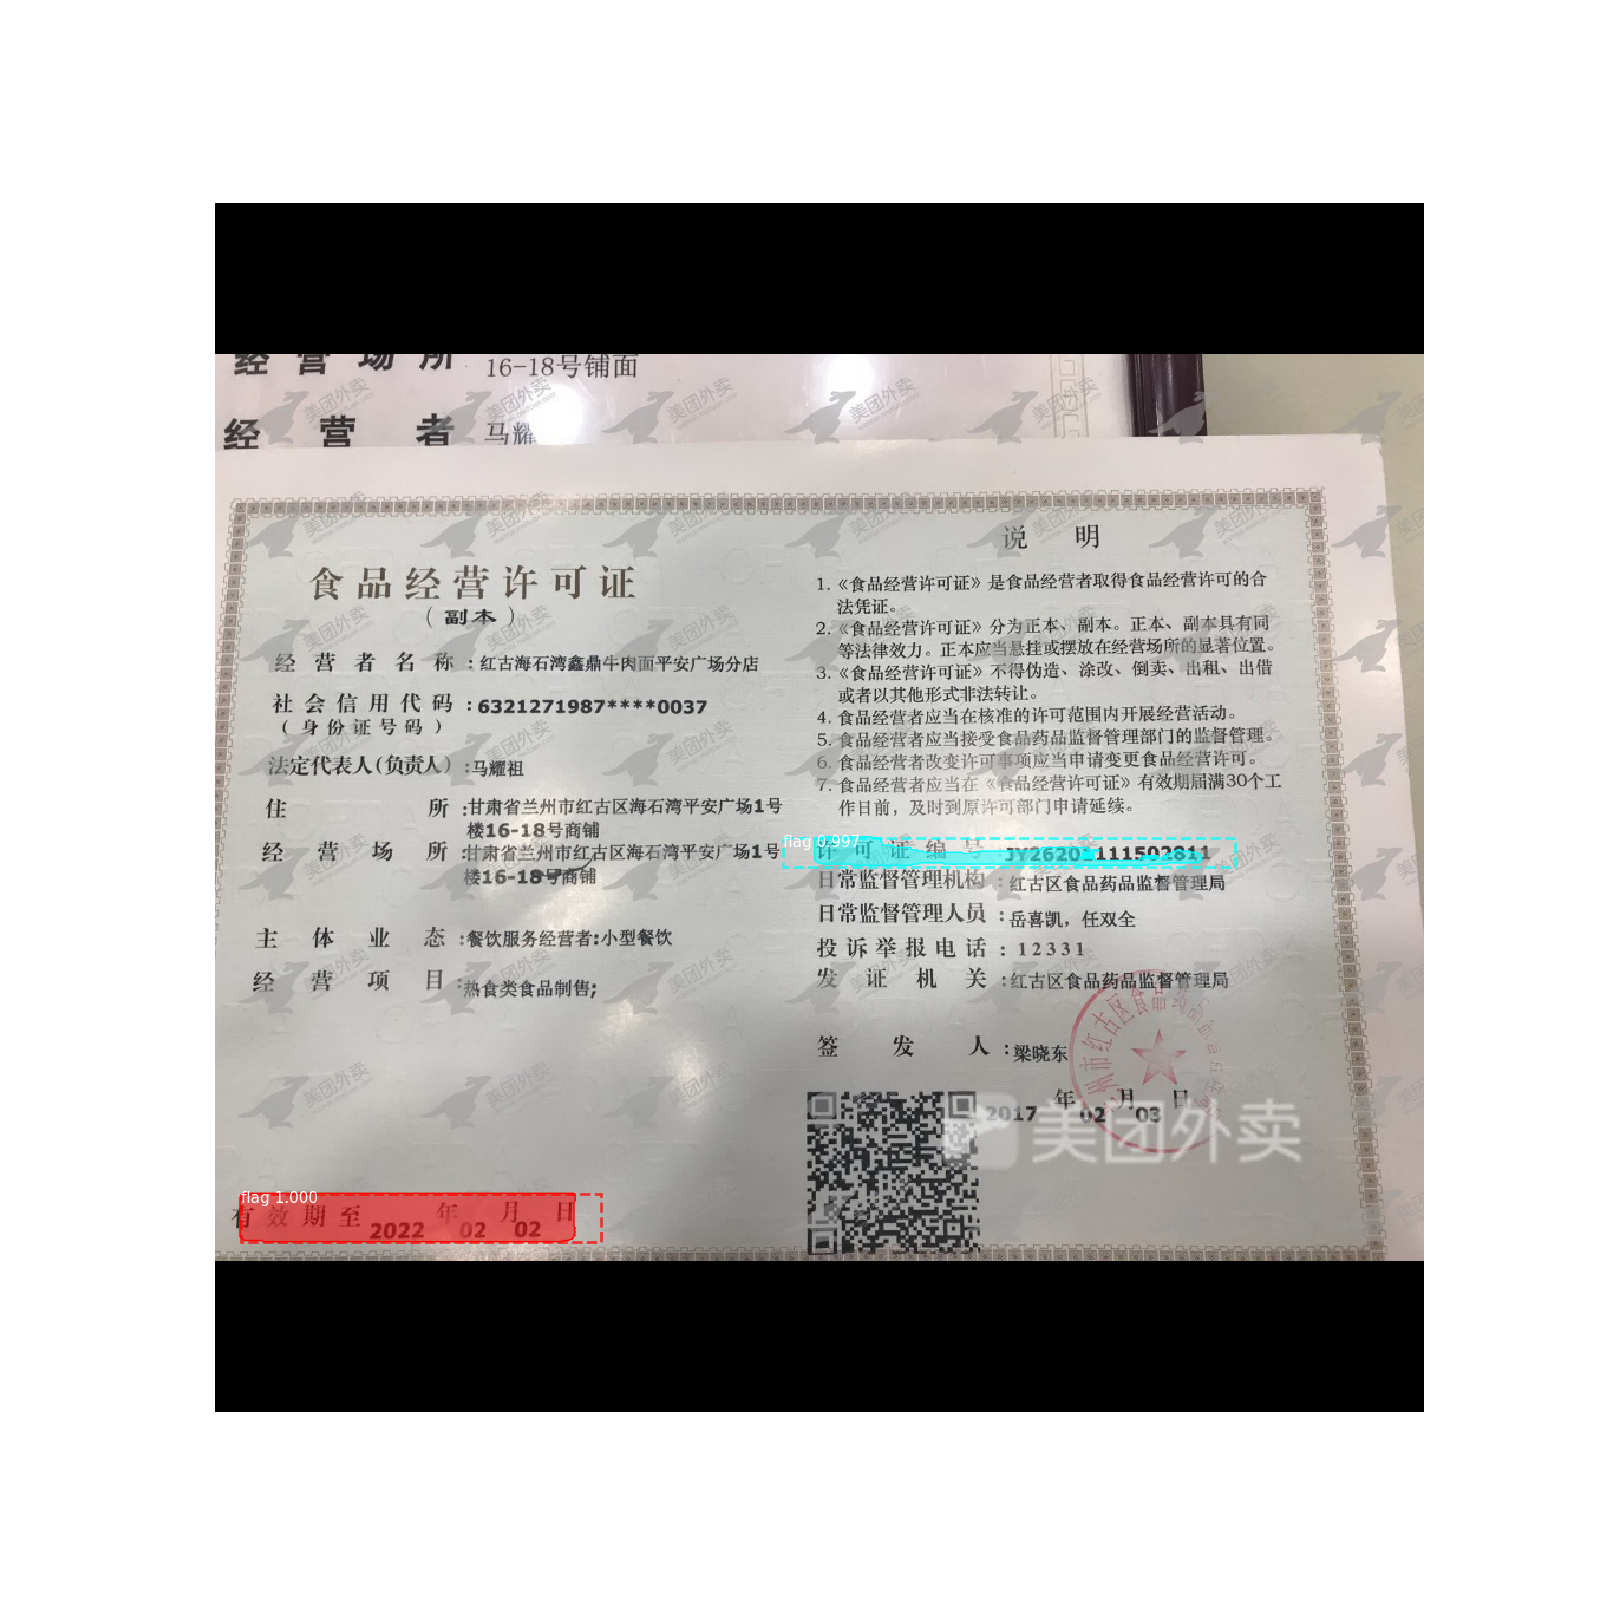 经营场所 16-18号铺面
经营者 马耀
食品经营许可证
（副本）
经营者名称：红古海石湾鑫鼎牛肉面平安广场分店
社会信用代码：6321271987****0037
（身份证号码）
法定代表人（负责人）：马耀祖
住所：甘肃省兰州市红古区海石湾平安广场1号
楼16-18号商铺
经营场所：甘肃省兰州市红古区海石湾平安广场1号
楼16-18号商铺
主体业态：餐饮服务经营者:小型餐饮
经营项目：热食类食品制售;
有效期至 2022年02月02日
说明
1.《食品经营许可证》是食品经营者取得食品经营许可的合
法凭证。
2.《食品经营许可证》分为正本、副本。正本、副本具有同
等法律效力。正本应当悬挂或摆放在经营场所的显著位置。
3.《食品经营许可证》不得伪造、涂改、倒卖、出租、出借
或者以其他形式非法转让。
4.食品经营者应当在核准的许可范围内开展经营活动。
5.食品经营者应当接受食品药品监督管理部门的监督管理。
6.食品经营者改变许可事项应当申请变更食品经营许可。
7.食品经营者应当在《食品经营许可证》有效期届满30个工
作日前，及时到原许可部门申请延续。
许可证编号：JY26201111502811
日常监督管理机构：红古区食品药品监督管理局
日常监督管理人员：岳喜凯，任双全
投诉举报电话：12331
发证机关：红古区食品药品监督管理局
签发人：梁晓东
2017年02月03日
美团外卖
flag 0.997
flag 1.000